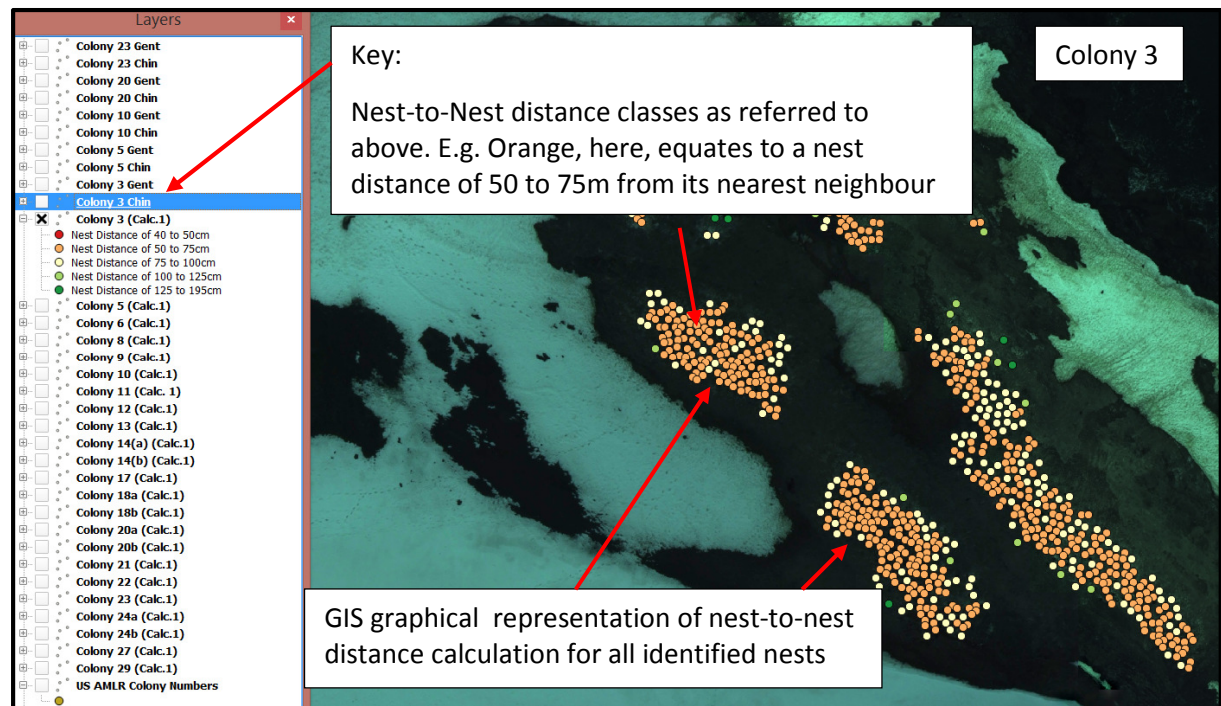 Layers
Colony 23 Gent
Colony 23 Chin
Colony 20 Gent
Colony 20 Chin
Colony 10 Gent
Colony 10 Chin
Colony 5 Gent
Colony 5 Chin
Colony 3 Gent
Colony 3 Chin
Colony 3 (Calc.1)
Nest Distance of 40 to 50cm
Nest Distance of 50 to 75cm
Nest Distance of 75 to 100cm
Nest Distance of 100 to 125cm
Nest Distance of 125 to 195cm
Colony 5 (Calc.1)
Colony 6 (Calc.1)
Colony 8 (Calc.1)
Colony 9 (Calc.1)
Colony 10 (Calc.1)
Colony 11 (Calc. 1)
Colony 12 (Calc.1)
Colony 13 (Calc.1)
Colony 14(a) (Calc.1)
Colony 14(b) (Calc.1)
Colony 17 (Calc.1)
Colony 18a (Calc.1)
Colony 18b (Calc.1)
Colony 20a (Calc.1)
Colony 20b (Calc.1)
Colony 21 (Calc.1)
Colony 22 (Calc.1)
Colony 23 (Calc.1)
Colony 24a (Calc.1)
Colony 24b (Calc.1)
Colony 27 (Calc.1)
Colony 29 (Calc.1)
US AMLR Colony Numbers
Key:
Nest-to-Nest distance classes as referred to
above. E.g. Orange, here, equates to a nest
distance of 50 to 75m from its nearest neighbour
Colony 3
GIS graphical representation of nest-to-nest
distance calculation for all identified nests